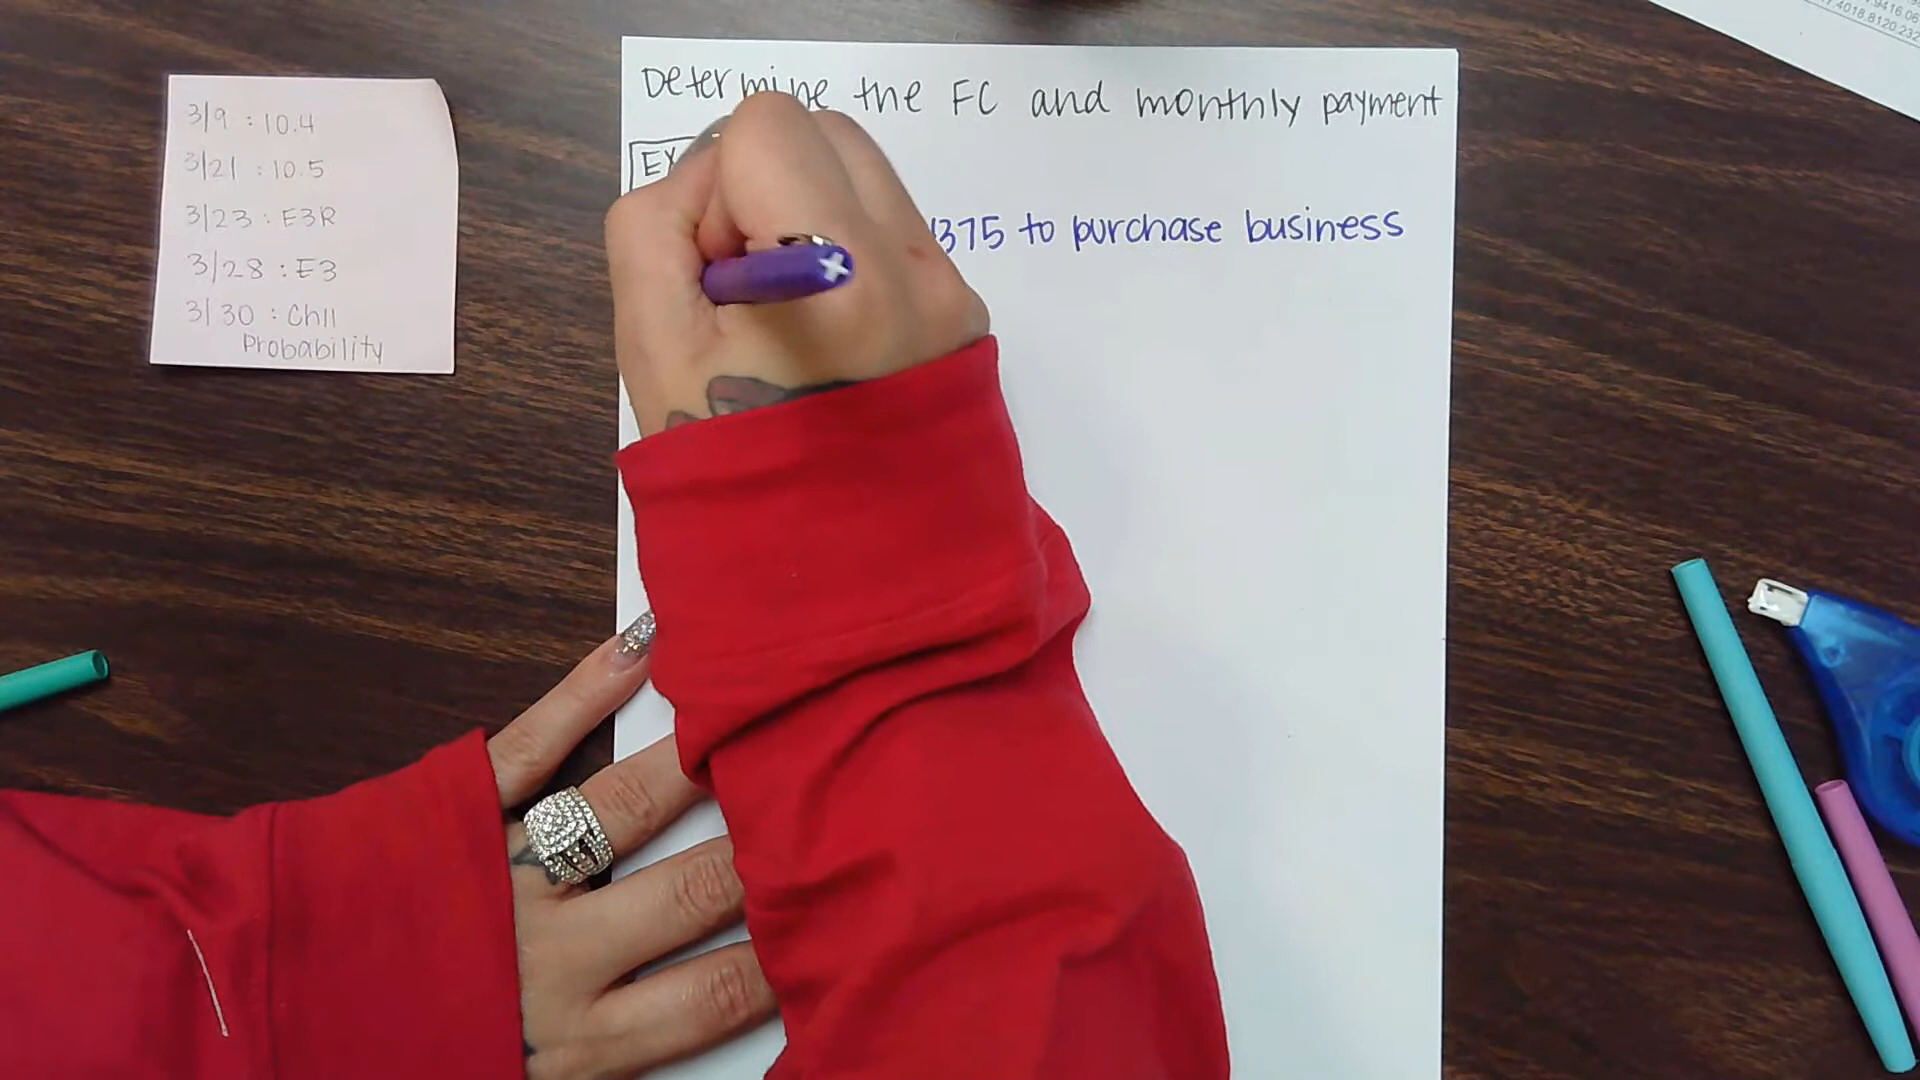 3/9 : 10.4
3/21 : 10.5
3/23 : E3R
3/28 : E3
3/30 : Ch11
Probability
Determine the FC and monthly payment
EX
375 to purchase business